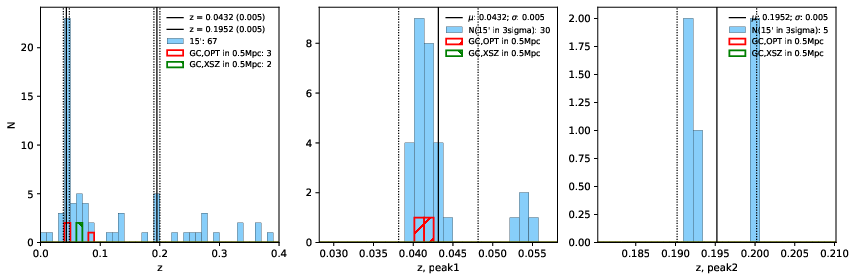 z = 0.0432 (0.005)
z = 0.1952 (0.005)
15': 67
GC,OPT in 0.5Mpc: 3
GC,XSZ in 0.5Mpc: 2
N
20
15
10
5
0
0.0 0.1 0.2 0.3 0.4
z
μ: 0.0432; σ: 0.005
N(15' in 3sigma): 30
GC,OPT in 0.5Mpc
GC,XSZ in 0.5Mpc
8
6
4
2
0
0.030 0.035 0.040 0.045 0.050 0.055
z, peak1
μ: 0.1952; σ: 0.005
N(15' in 3sigma): 5
GC,OPT in 0.5Mpc
GC,XSZ in 0.5Mpc
2.00
1.75
1.50
1.25
1.00
0.75
0.50
0.25
0.00
0.185 0.190 0.195 0.200 0.205 0.210
z, peak2